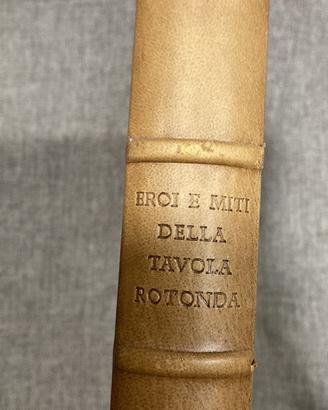 EROI E MITI
DELLA
TAVOLA
ROTONDA